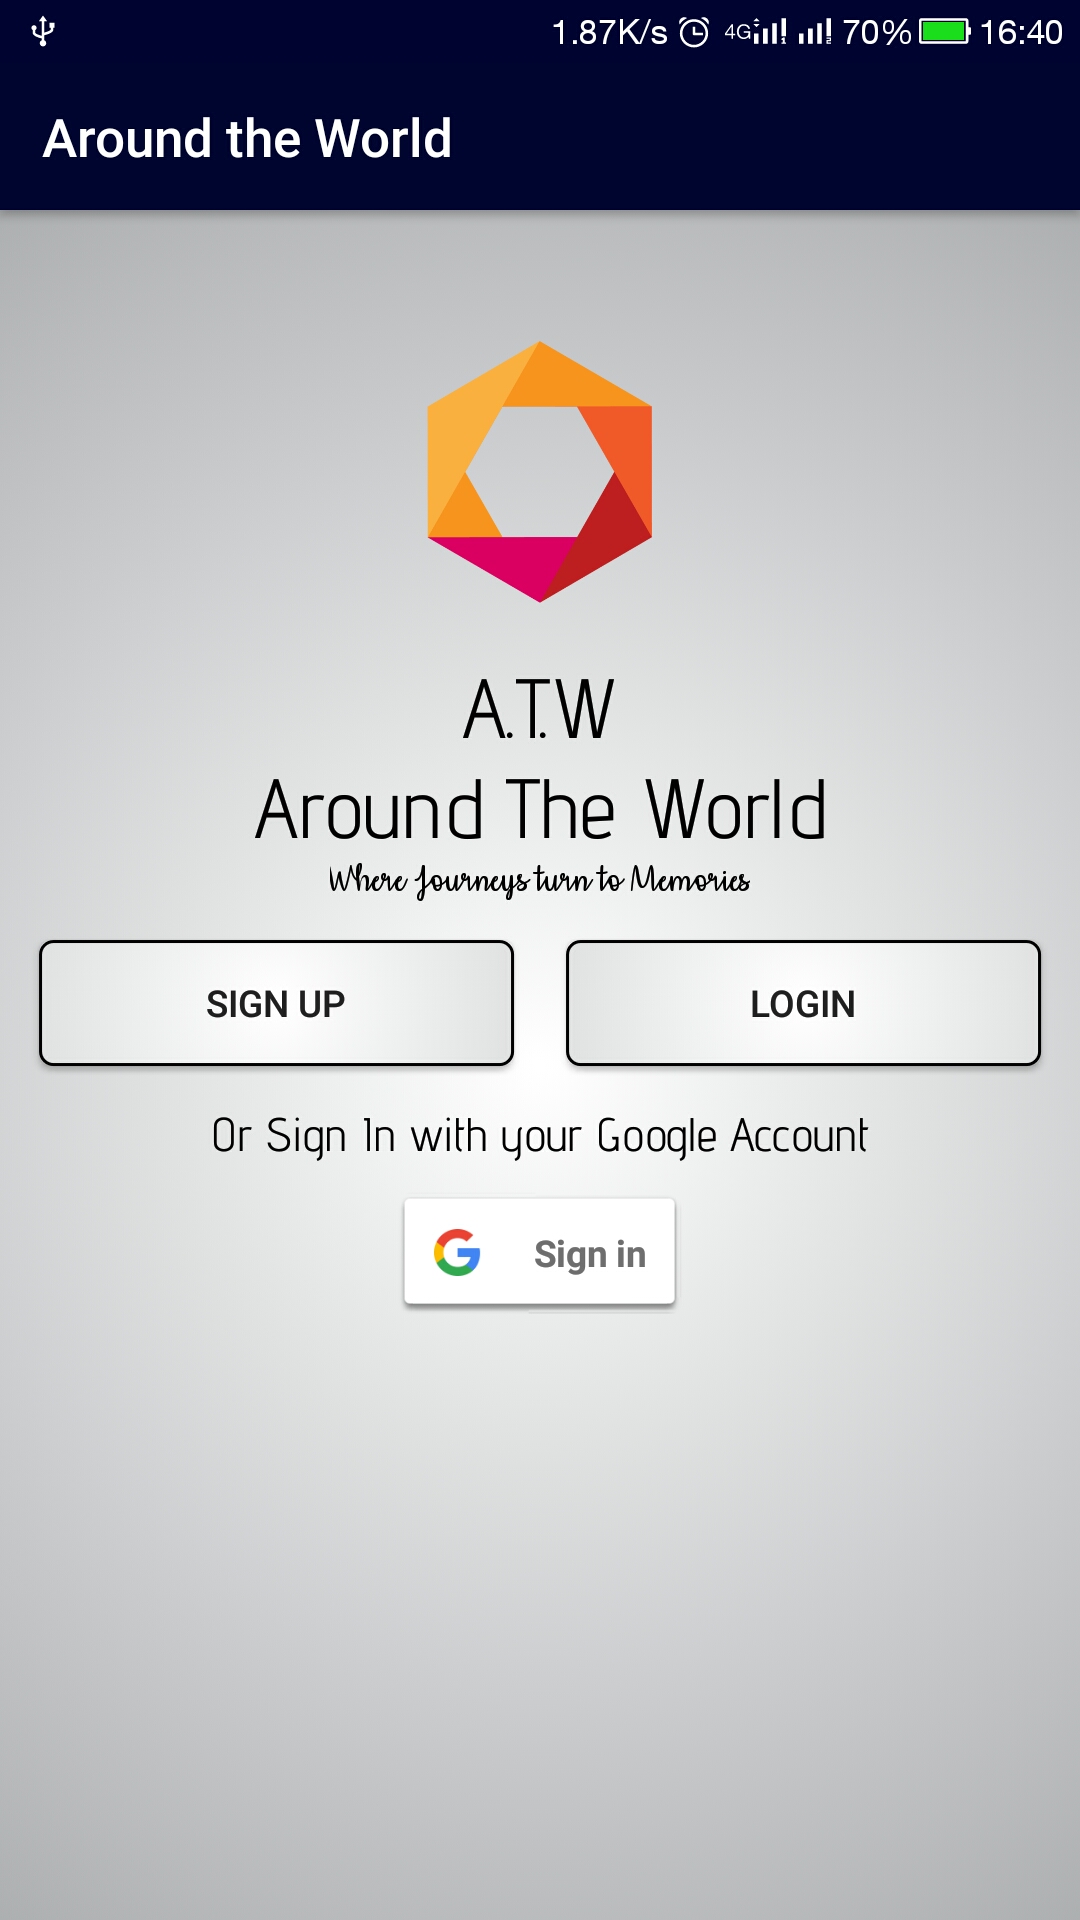 1.87K/s 4G 70% 16:40
Around the World
A.T.W
Around The World
Where Journeys turn to Memories
SIGN UP LOGIN
Or Sign In with your Google Account
G Sign in